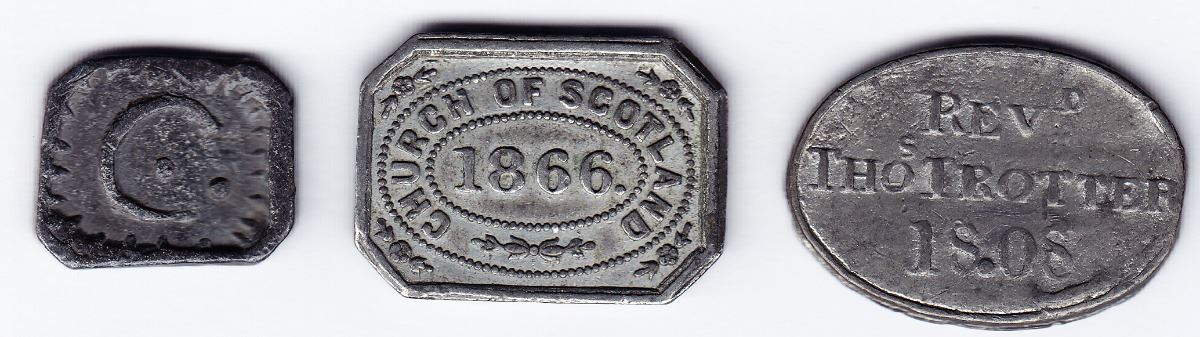 C
CHURCH OF SCOTLAND
1866.
REVD
THOS TROTTER
1808